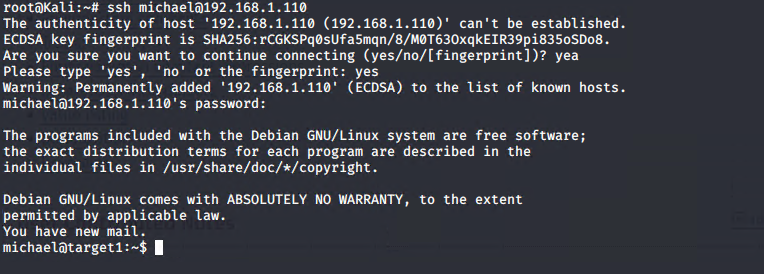 root@Kali:~# ssh michael@192.168.1.110
The authenticity of host '192.168.1.110 (192.168.1.110)' can't be established.
ECDSA key fingerprint is SHA256:rCGKSPq0sUfa5mqn/8/M0T63OxqkEIR39pi835oSDo8.
Are you sure you want to continue connecting (yes/no/[fingerprint])? yea
Please type 'yes', 'no' or the fingerprint: yes
Warning: Permanently added '192.168.1.110' (ECDSA) to the list of known hosts.
michael@192.168.1.110's password:
The programs included with the Debian GNU/Linux system are free software;
the exact distribution terms for each program are described in the
individual files in /usr/share/doc/*/copyright.
Debian GNU/Linux comes with ABSOLUTELY NO WARRANTY, to the extent
permitted by applicable law.
You have new mail.
michael@target1:~$